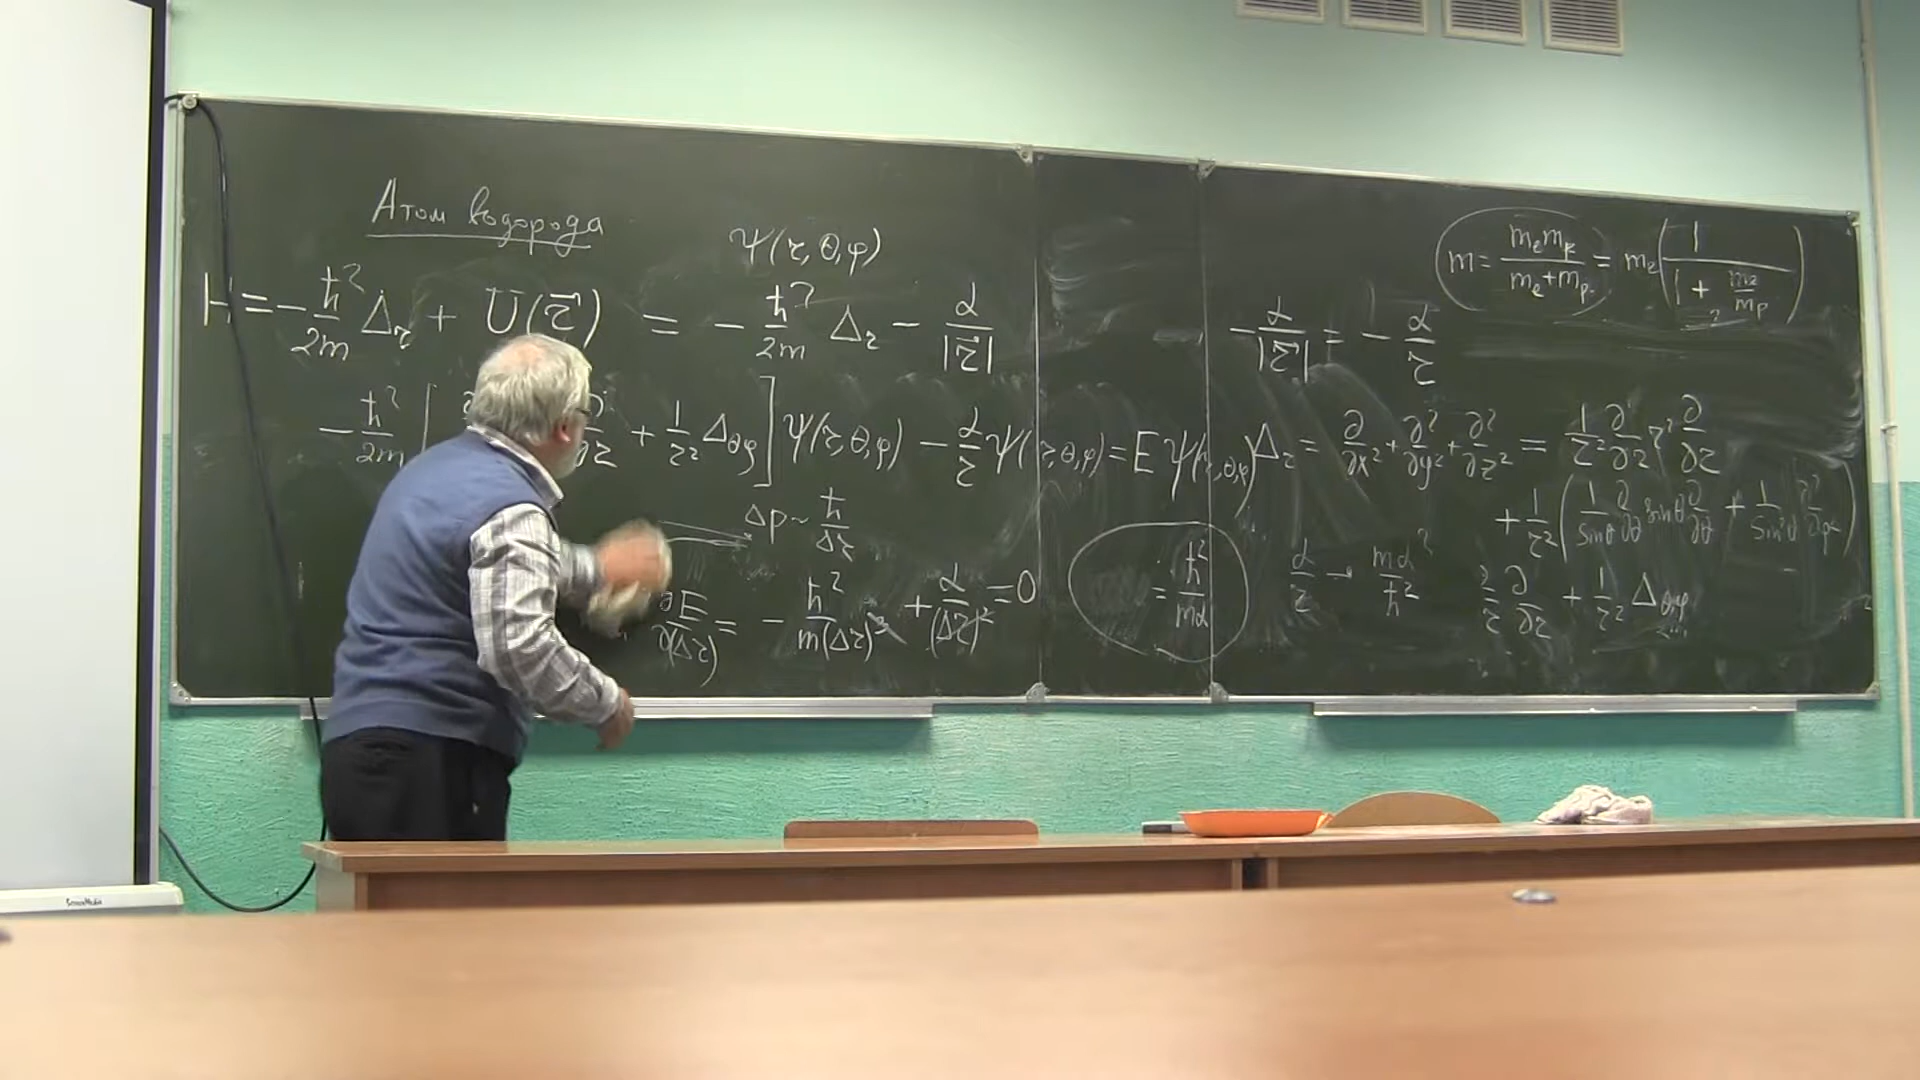 Атом водорода
ψ(r, θ, φ)
H = -ħ²/2m Δr + U(r⃗) = -ħ²/2m Δr - α/|r⃗|
-ħ²/2m [ ∂/∂r + 1/r² Δθφ ] ψ(r, θ, φ) - α/r ψ(r, θ, φ) = E ψ(r, θ, φ)
Δp ~ ħ/Δr
∂E/∂(Δr) = - ħ²/m(Δr)³ + α/(Δr)² = 0
= ħ²/mα
m = mₑmₚ/mₑ+mₚ = mₑ(1/1 + mₑ/mₚ)
-α/|r⃗| = -α/r
Δr = ∂/∂x² + ∂²/∂y² + ∂²/∂z² = 1/r² ∂/∂r r² ∂/∂r
+ 1/r² (1/sinθ ∂/∂θ sinθ ∂/∂θ + 1/sin²θ ∂²/∂φ²)
α/r → mα²/ħ²
2/r ∂/∂r + 1/r² Δθ,φ
ScreenMedia